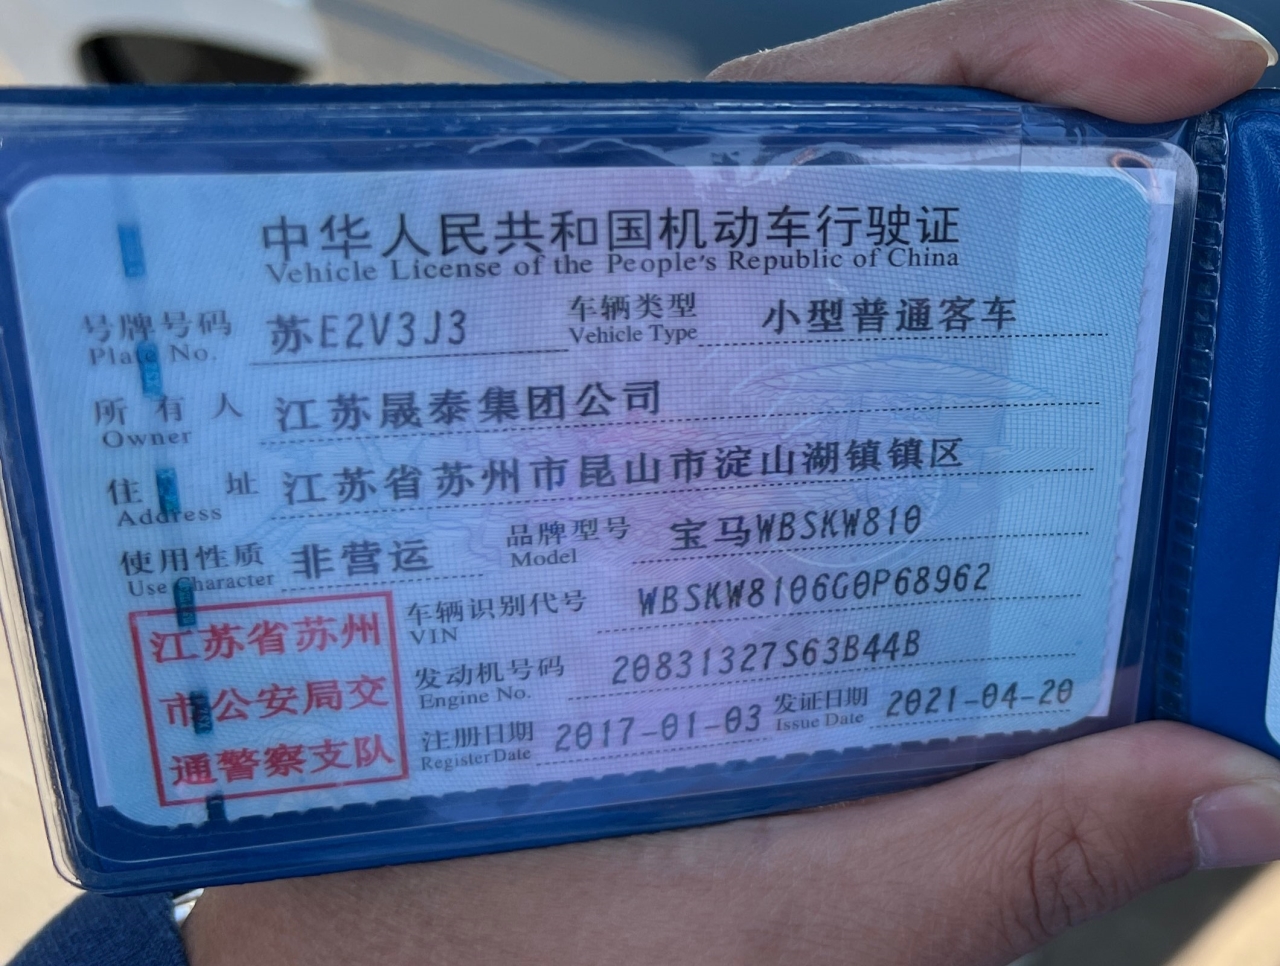 中华人民共和国机动车行驶证
Vehicle License of the People's Republic of China
号牌号码 苏E2V3J3 车辆类型 小型普通客车
Plate No. Vehicle Type
所有人 江苏晟泰集团公司
Owner
住址 江苏省苏州市昆山市淀山湖镇镇区
Address
使用性质 非营运 品牌型号 宝马WBSKW810
Use Character Model
车辆识别代号 WBSKW8106G0P68962
VIN
发动机号码 20831327S63B44B
Engine No.
注册日期 2017-01-03 发证日期 2021-04-20
Register Date Issue Date
江苏省苏州
市公安局交
通警察支队